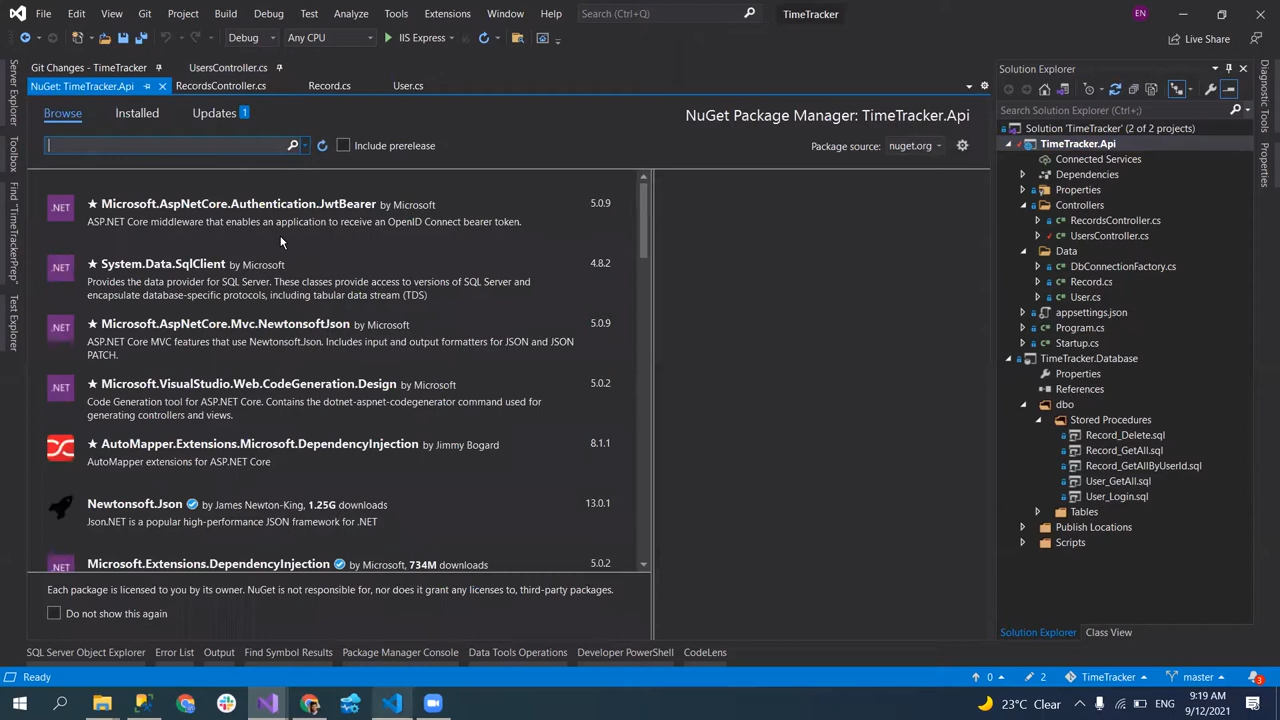 File Edit View Git Project Build Debug Test Analyze Tools Extensions Window Help Search (Ctrl+Q) TimeTracker EN
Debug Any CPU IIS Express Live Share
Git Changes - TimeTracker UsersController.cs
NuGet: TimeTracker.Api RecordsController.cs Record.cs User.cs
Browse Installed Updates 1 NuGet Package Manager: TimeTracker.Api
Include prerelease Package source: nuget.org
Microsoft.AspNetCore.Authentication.JwtBearer by Microsoft 5.0.9
ASP.NET Core middleware that enables an application to receive an OpenID Connect bearer token.
System.Data.SqlClient by Microsoft 4.8.2
Provides the data provider for SQL Server. These classes provide access to versions of SQL Server and
encapsulate database-specific protocols, including tabular data stream (TDS)
Microsoft.AspNetCore.Mvc.NewtonsoftJson by Microsoft 5.0.9
ASP.NET Core MVC features that use Newtonsoft.Json. Includes input and output formatters for JSON and JSON
PATCH.
Microsoft.VisualStudio.Web.CodeGeneration.Design by Microsoft 5.0.2
Code Generation tool for ASP.NET Core. Contains the dotnet-aspnet-codegenerator command used for
generating controllers and views.
AutoMapper.Extensions.Microsoft.DependencyInjection by Jimmy Bogard 8.1.1
AutoMapper extensions for ASP.NET Core
Newtonsoft.Json by James Newton-King, 1.25G downloads 13.0.1
Json.NET is a popular high-performance JSON framework for .NET
Microsoft.Extensions.DependencyInjection by Microsoft, 734M downloads 5.0.2
.NET
.NET
.NET
.NET
.NET
Each package is licensed to you by its owner. NuGet is not responsible for, nor does it grant any licenses to, third-party packages.
Do not show this again
Server Explorer
Toolbox
Find "TimeTrackerPrep"
Test Explorer
Solution Explorer
Search Solution Explorer (Ctrl+;)
Solution 'TimeTracker' (2 of 2 projects)
TimeTracker.Api
Connected Services
Dependencies
Properties
Controllers
RecordsController.cs
UsersController.cs
Data
DbConnectionFactory.cs
Record.cs
User.cs
appsettings.json
Program.cs
Startup.cs
TimeTracker.Database
Properties
References
dbo
Stored Procedures
Record_Delete.sql
Record_GetAll.sql
Record_GetAllByUserId.sql
User_GetAll.sql
User_Login.sql
Tables
Publish Locations
Scripts
Solution Explorer Class View
Diagnostic Tools
Properties
SQL Server Object Explorer Error List Output Find Symbol Results Package Manager Console Data Tools Operations Developer PowerShell CodeLens
Ready 0 2 TimeTracker master 3
23°C Clear ENG 9:19 AM
9/12/2021